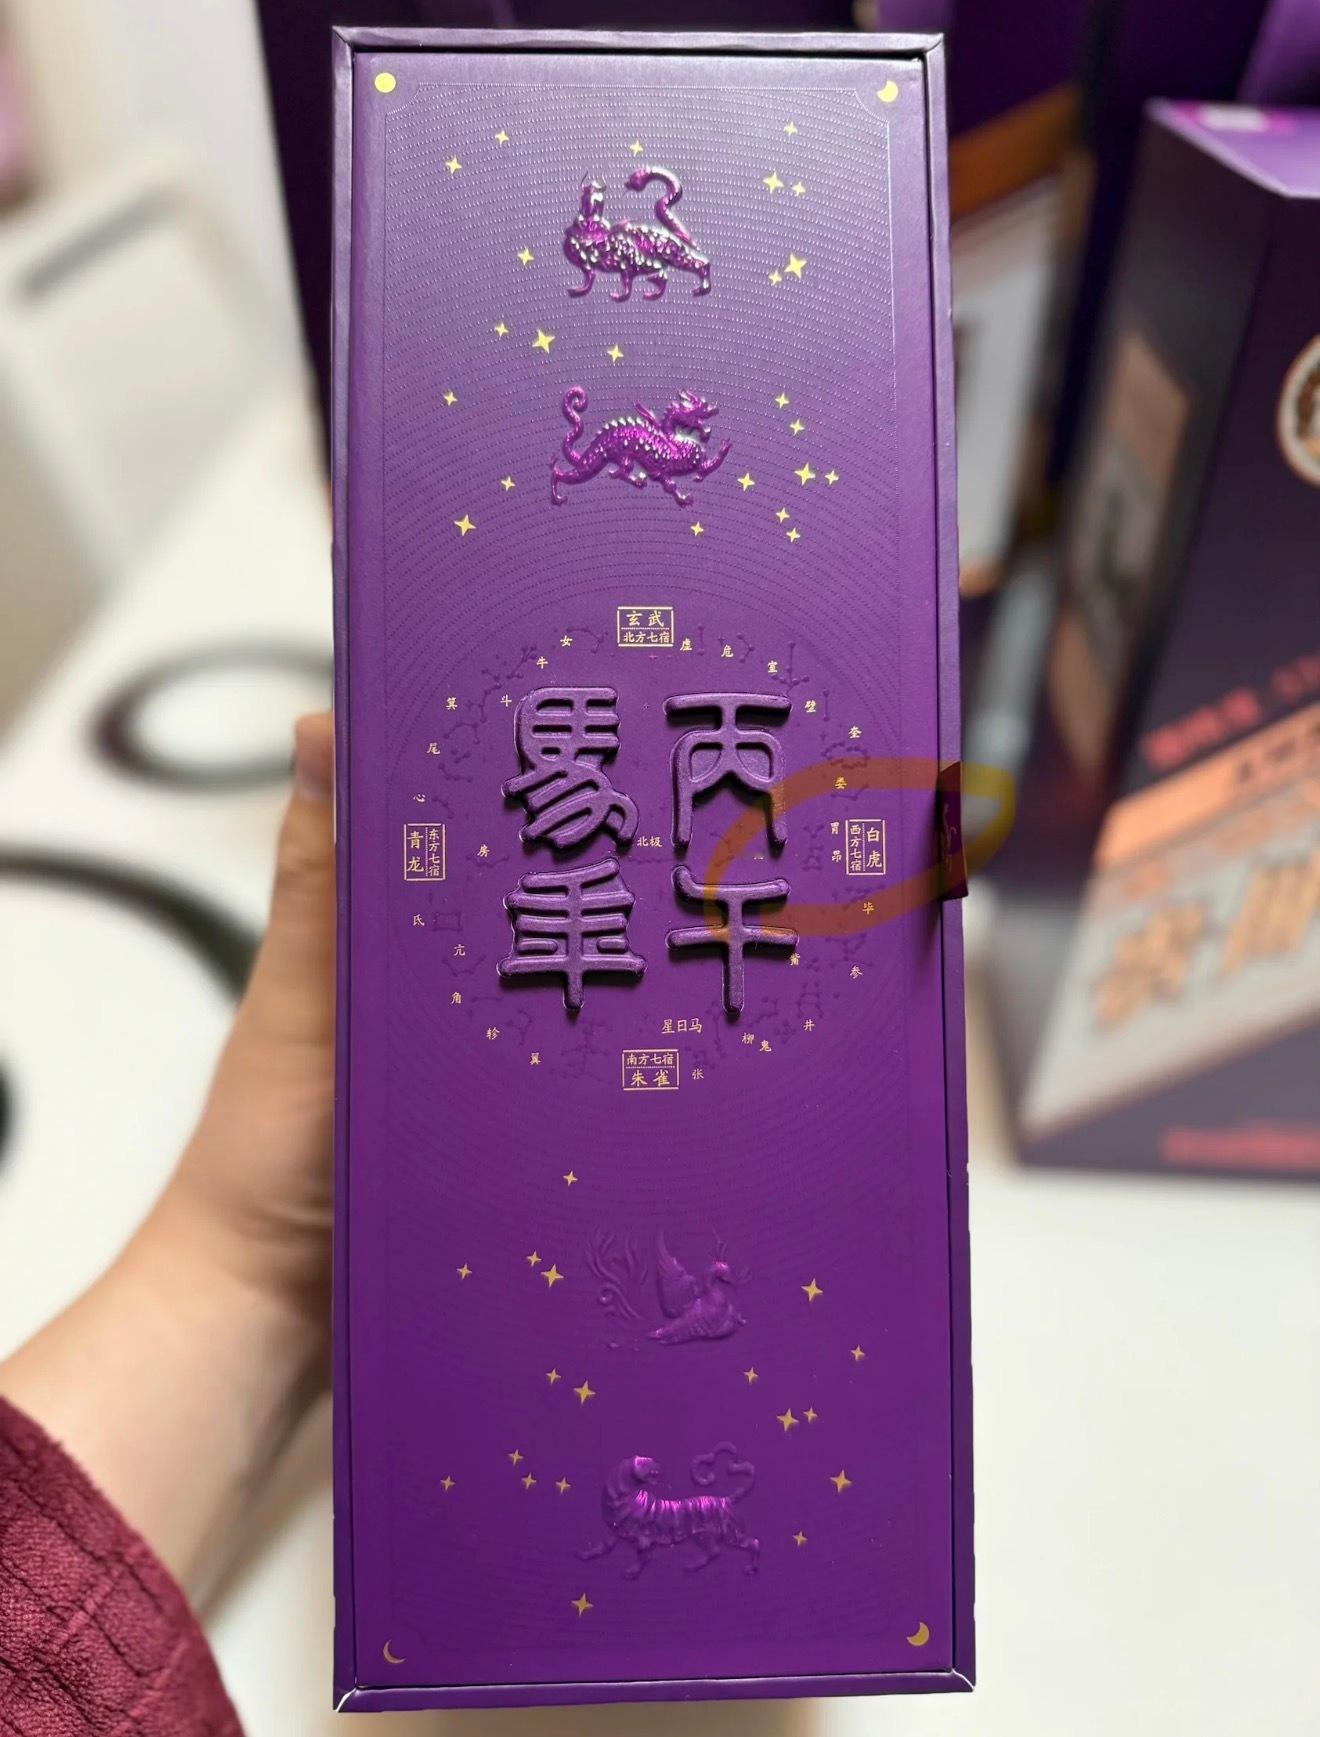 玄武
北方七宿
女
虚
危
室
牛
斗
箕
壁
奎
尾
娄
心
丙午
馬年
胃
昴
白虎
西方七宿
青龙
东方七宿
房
北极
毕
氐
亢
觜
参
角
星日马
井
轸
柳
鬼
翼
南方七宿
朱雀
张